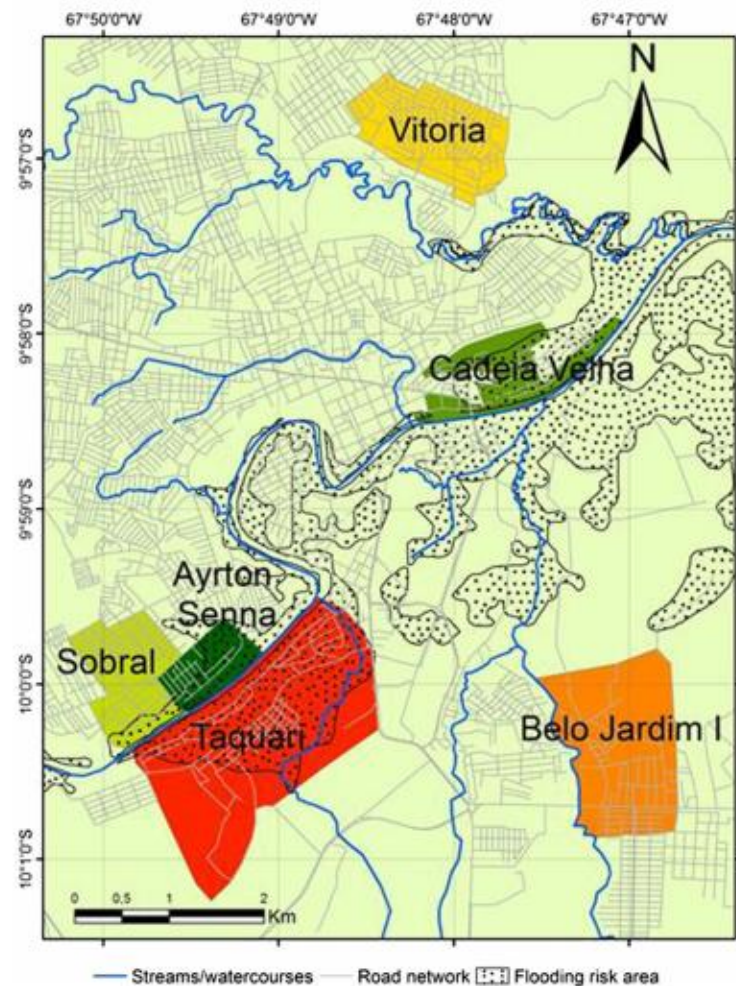 67°50'0"W 67°49'0"W 67°48'0"W 67°47'0"W
N
Vitoria
9°57'0"S
9°58'0"S
Cadeia Velha
9°59'0"S
Ayrton
Senna
Sobral
10°0'0"S
Taquari
Belo Jardim I
10°1'0"S
0 0,5 1 2
Km
Streams/watercourses Road network Flooding risk area